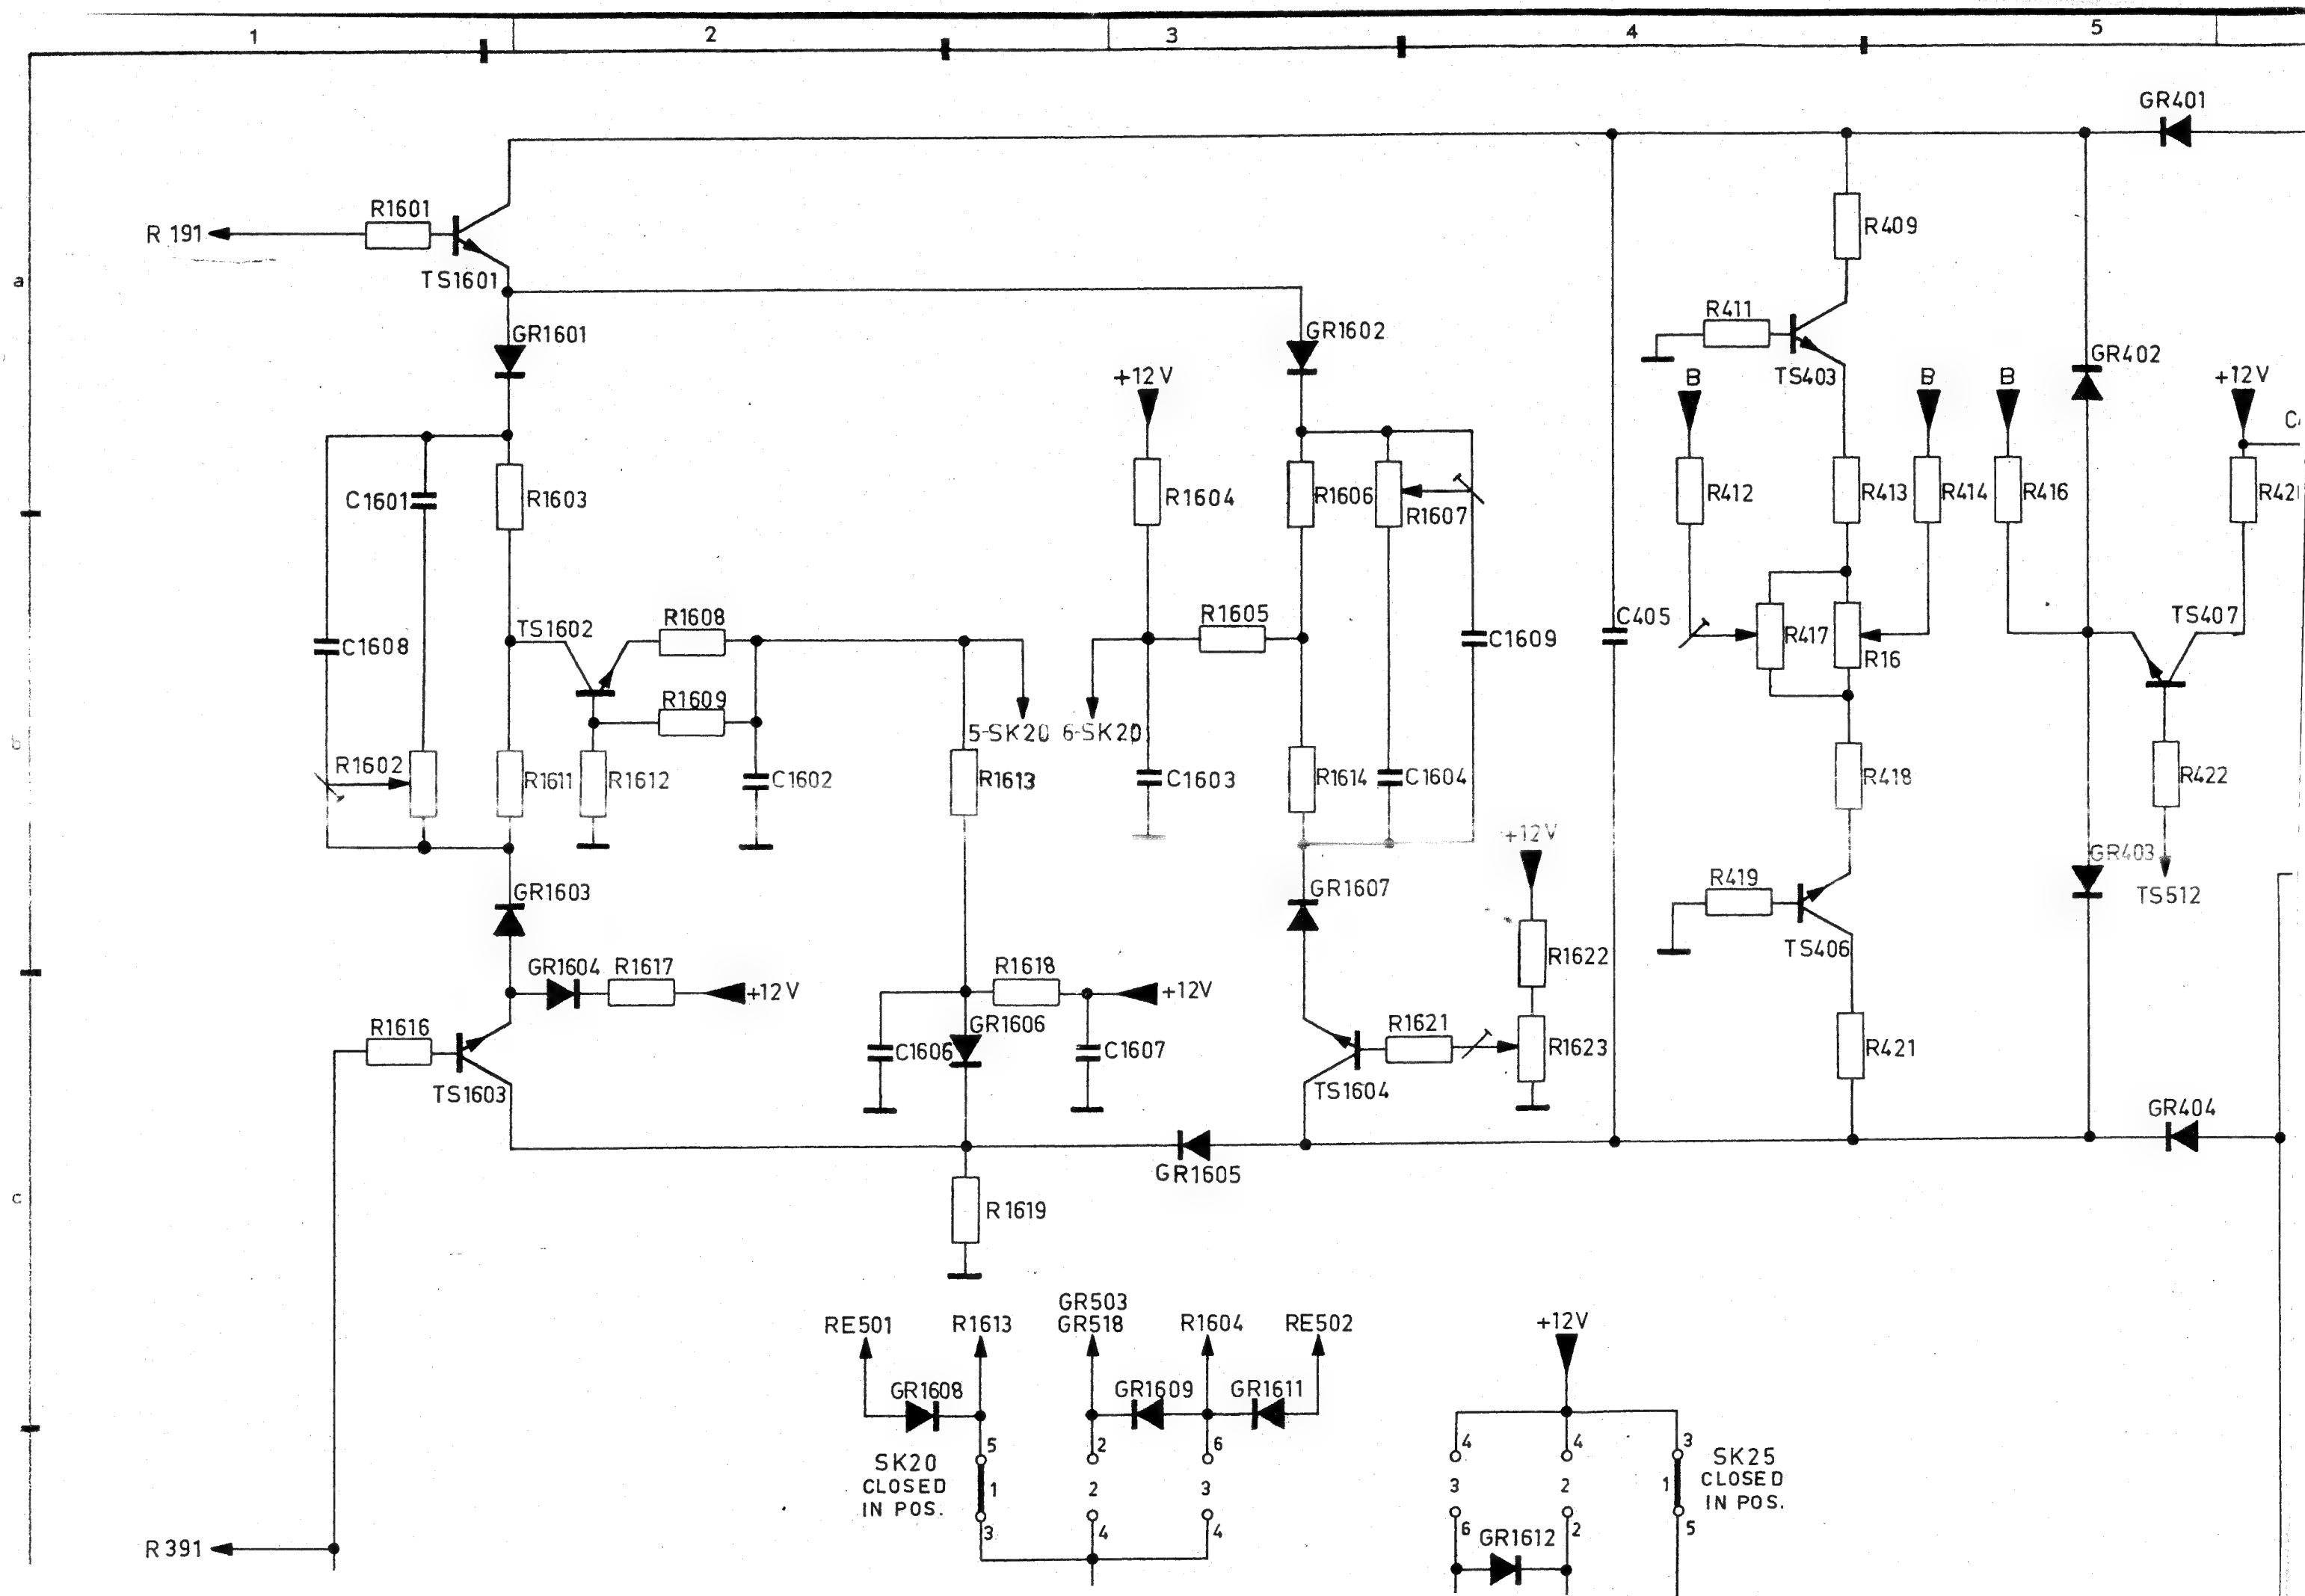 1 2 3 4 5
GR401
R1601
R 191
R409
TS1601
a
R411
GR1601
GR1602
GR402
+12V
B
TS403
B
B
+12V
C1601
R1603
R1604
R1606
R1607
R412
R413
R414
R416
R421
TS1602
R1608
R1605
C405
TS407
C1608
C1609
R417
R16
R1609
b
5-SK20
6-SK20
R1602
R1611
R1612
C1602
R1613
C1603
R1614
C1604
R418
R422
+12V
GR403
GR1603
GR1607
R419
TS512
TS406
GR1604
R1617
R1618
R1622
+12V
+12V
R1616
GR1606
R1621
C1606
C1607
R1623
R421
TS1603
TS1604
GR404
GR1605
c
R1619
GR503
RE501
R1613
GR518
R1604
RE502
+12V
GR1608
GR1609
GR1611
5
2
6
4
4
3
SK20
CLOSED
IN POS.
1
2
3
3
2
1
SK25
CLOSED
IN POS.
3
4
4
6
2
5
GR1612
R391